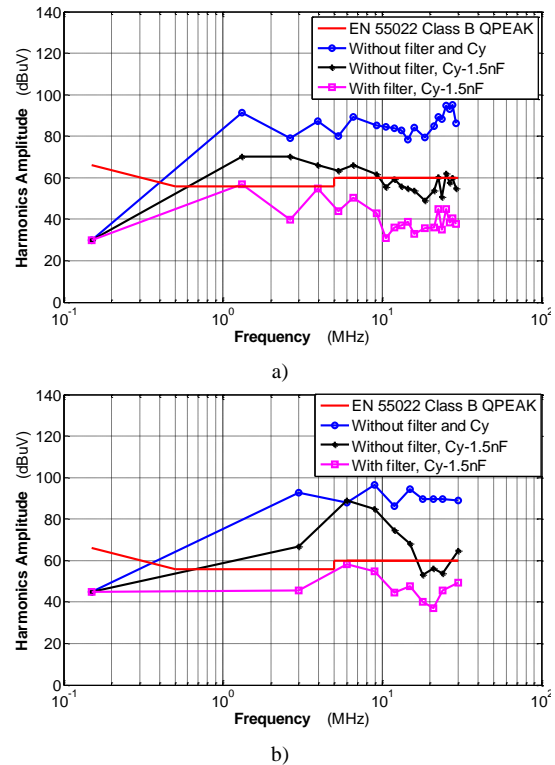 140
120
100
80
60
40
20
0
Harmonics Amplitude (dBuV)
EN 55022 Class B QPEAK
Without filter and Cy
Without filter, Cy-1.5nF
With filter, Cy-1.5nF
10^-1 10^0 10^1 10^2
Frequency (MHz)
a)
140
120
100
80
60
40
20
0
Harmonics Amplitude (dBuV)
EN 55022 Class B QPEAK
Without filter and Cy
Without filter, Cy-1.5nF
With filter, Cy-1.5nF
10^-1 10^0 10^1 10^2
Frequency (MHz)
b)